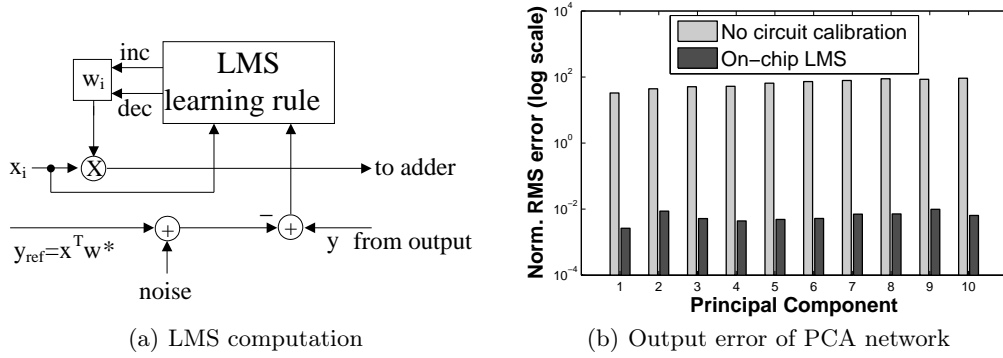 inc
LMS
learning rule
w_i
dec
x_i
X
to adder
−
+
+
y_ref=x^T w*
y from output
noise
(a) LMS computation
Norm. RMS error (log scale)
10^4
10^2
10^0
10^−2
10^−4
No circuit calibration
On−chip LMS
1 2 3 4 5 6 7 8 9 10
Principal Component
(b) Output error of PCA network